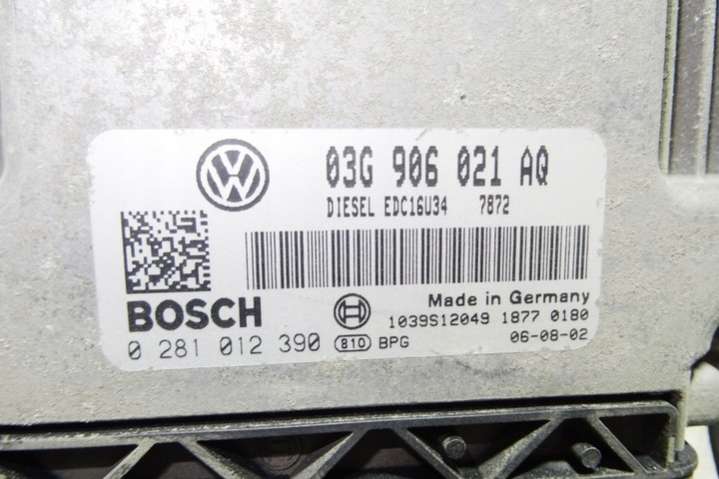 03G 906 021 AQ
DIESEL EDC16U34 7872
BOSCH
Made in Germany
1039S12049 1877 0180
0 281 012 390 810 BPG 06-08-02